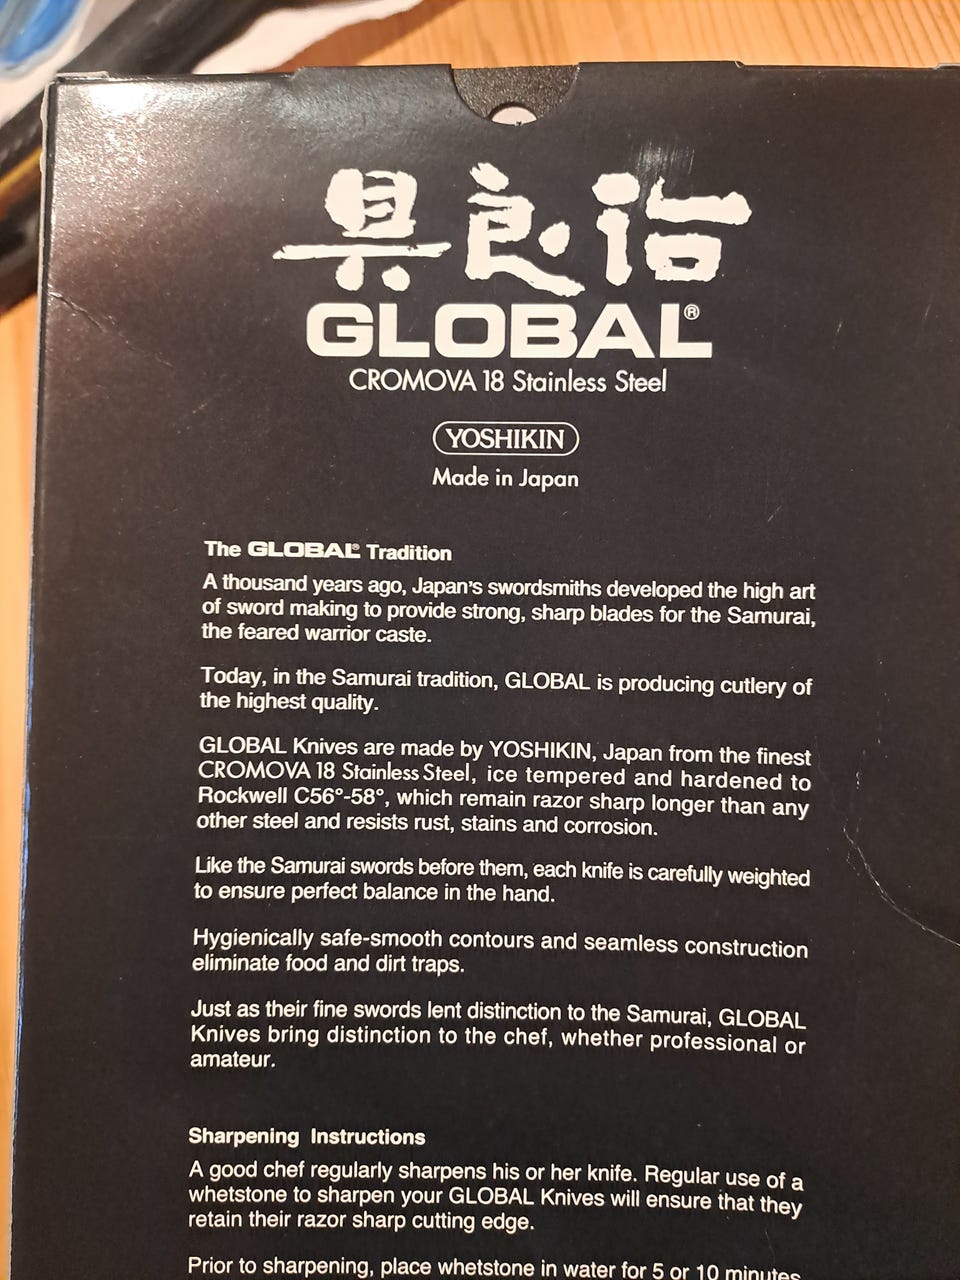 具良治
GLOBAL®
CROMOVA 18 Stainless Steel
YOSHIKIN
Made in Japan
The GLOBAL® Tradition
A thousand years ago, Japan's swordsmiths developed the high art
of sword making to provide strong, sharp blades for the Samurai,
the feared warrior caste.
Today, in the Samurai tradition, GLOBAL is producing cutlery of
the highest quality.
GLOBAL Knives are made by YOSHIKIN, Japan from the finest
CROMOVA 18 Stainless Steel, ice tempered and hardened to
Rockwell C56°-58°, which remain razor sharp longer than any
other steel and resists rust, stains and corrosion.
Like the Samurai swords before them, each knife is carefully weighted
to ensure perfect balance in the hand.
Hygienically safe-smooth contours and seamless construction
eliminate food and dirt traps.
Just as their fine swords lent distinction to the Samurai, GLOBAL
Knives bring distinction to the chef, whether professional or
amateur.
Sharpening Instructions
A good chef regularly sharpens his or her knife. Regular use of a
whetstone to sharpen your GLOBAL Knives will ensure that they
retain their razor sharp cutting edge.
Prior to sharpening, place whetstone in water for 5 or 10 minutes